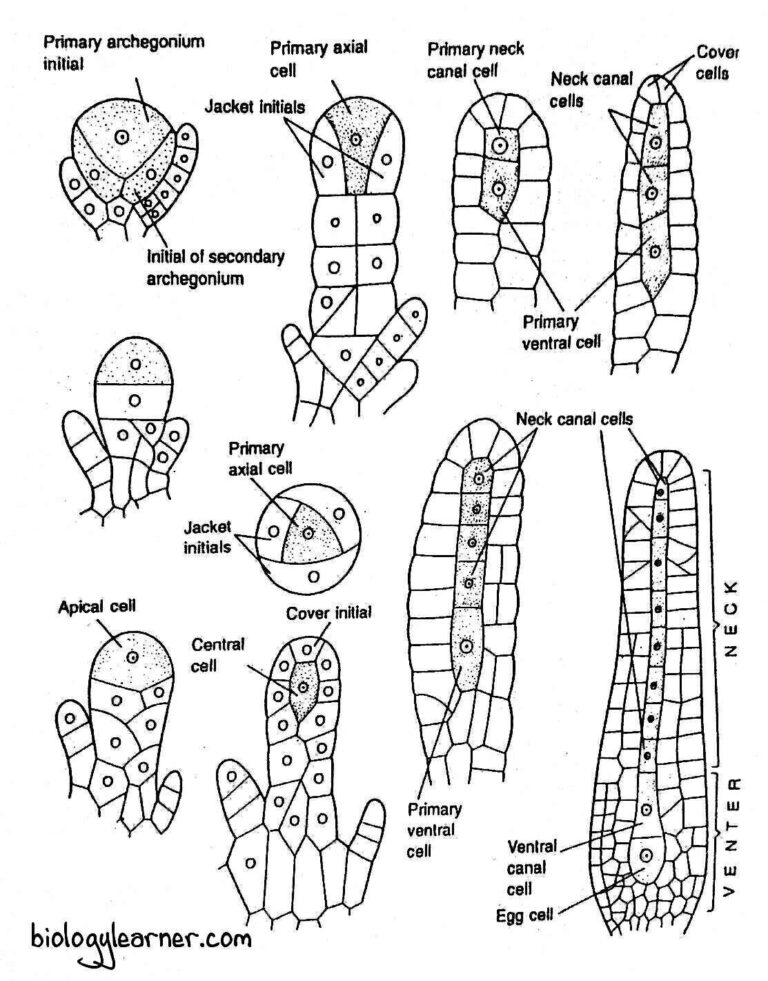 Primary archegonium
initial
Primary axial
cell
Primary neck
canal cell
Cover
cells
Neck canal
cells
Jacket initials
Initial of secondary
archegonium
Primary
ventral cell
Neck canal cells
Primary
axial cell
Jacket
initials
Apical cell
Cover initial
Central
cell
NECK
Primary
ventral
cell
VENTER
Ventral
canal
cell
Egg cell
biologylearner.com